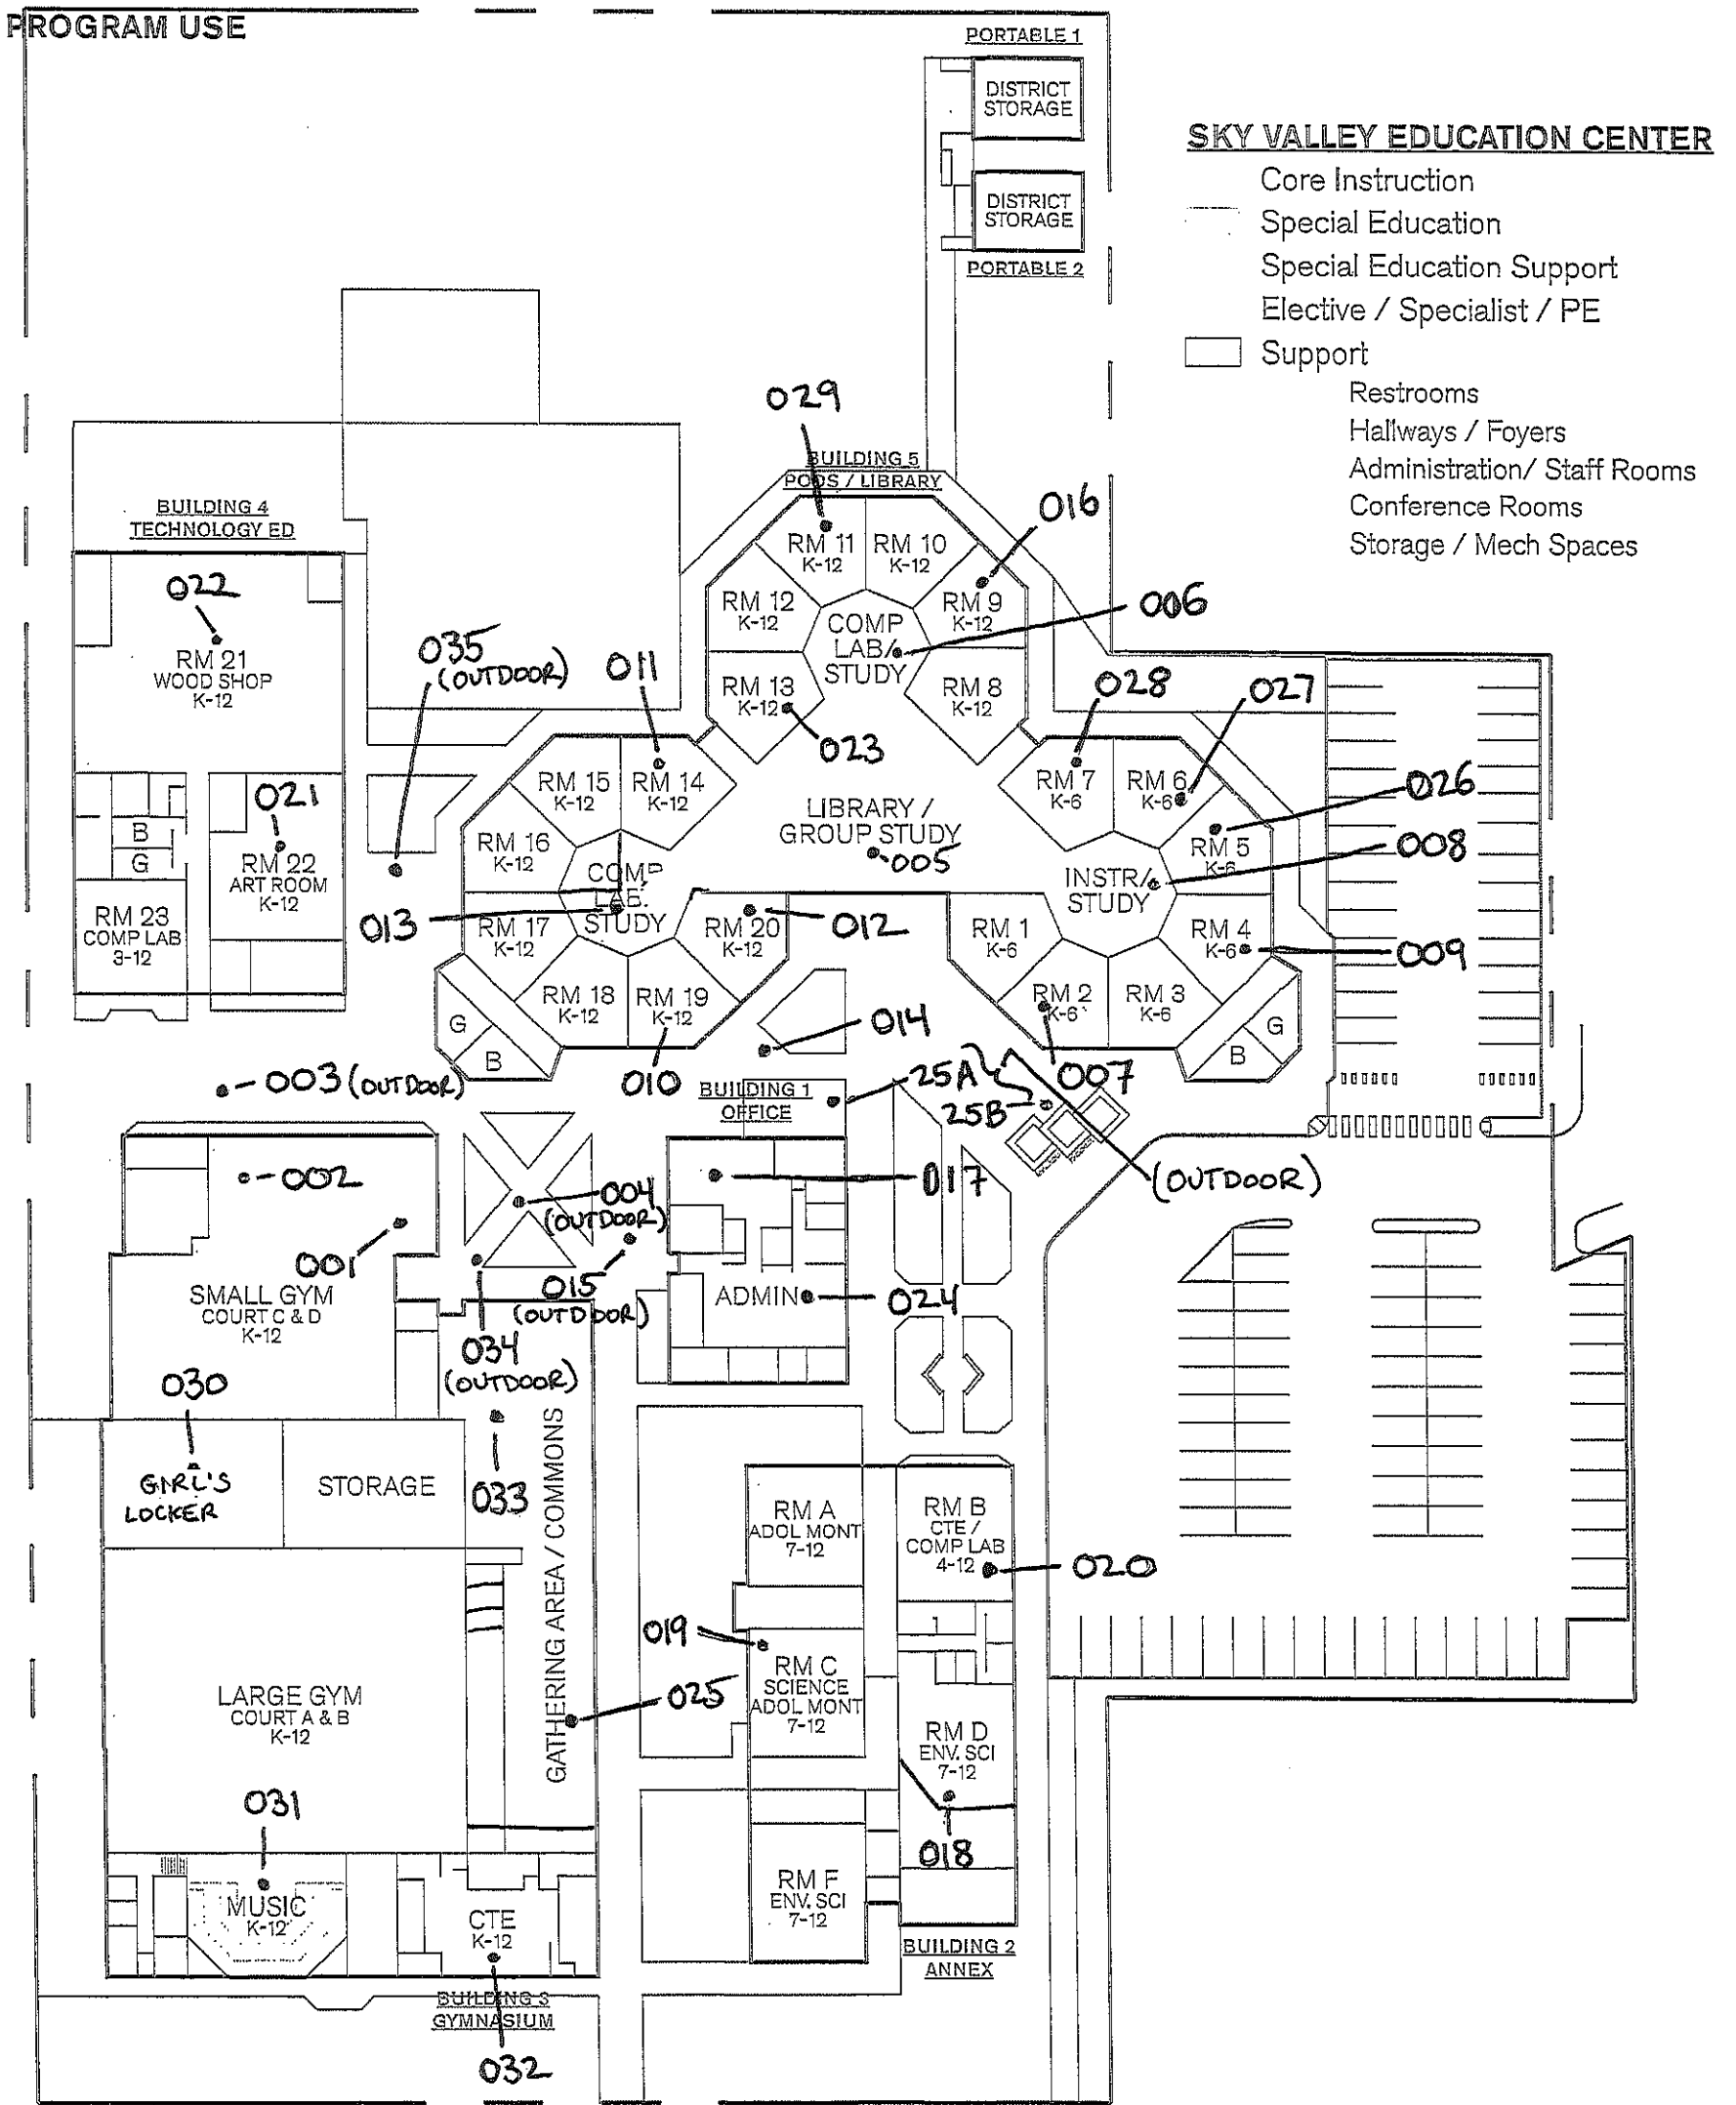 PROGRAM USE
PORTABLE 1
DISTRICT
STORAGE
DISTRICT
STORAGE
PORTABLE 2
SKY VALLEY EDUCATION CENTER
Core Instruction
Special Education
Special Education Support
Elective / Specialist / PE
Support
Restrooms
Hallways / Foyers
Administration/ Staff Rooms
Conference Rooms
Storage / Mech Spaces
029
BUILDING 5
PODS / LIBRARY
016
BUILDING 4
TECHNOLOGY ED
RM 11
K-12
RM 10
K-12
RM 12
K-12
RM 9
K-12
006
COMP
LAB/
STUDY
RM 13
K-12
RM 8
K-12
023
022
RM 21
WOOD SHOP
K-12
035
(OUTDOOR)
011
028
027
RM 15
K-12
RM 14
K-12
RM 7
K-6
RM 6
K-6
026
LIBRARY /
GROUP STUDY
005
021
B
G
RM 22
ART ROOM
K-12
RM 16
K-12
RM 5
K-6
008
COMP
LAB.
STUDY
INSTR/
STUDY
RM 23
COMP LAB
3-12
013
RM 17
K-12
RM 20
K-12
012
RM 1
K-6
RM 4
K-6
009
RM 18
K-12
RM 19
K-12
RM 2
K-6
RM 3
K-6
G
B
G
B
014
010
007
003 (OUTDOOR)
BUILDING 1
OFFICE
25A
25B
(OUTDOOR)
002
004
(OUTDOOR)
017
001
015
(OUTDOOR)
ADMIN
024
SMALL GYM
COURT C & D
K-12
034
(OUTDOOR)
030
GIRL'S
LOCKER
STORAGE
033
GATHERING AREA / COMMONS
RM A
ADOL MONT
7-12
RM B
CTE /
COMP LAB
4-12
020
019
RM C
SCIENCE
ADOL MONT
7-12
025
LARGE GYM
COURT A & B
K-12
RM D
ENV. SCI
7-12
018
031
MUSIC
K-12
CTE
K-12
RM F
ENV. SCI
7-12
BUILDING 2
ANNEX
BUILDING 3
GYMNASIUM
032